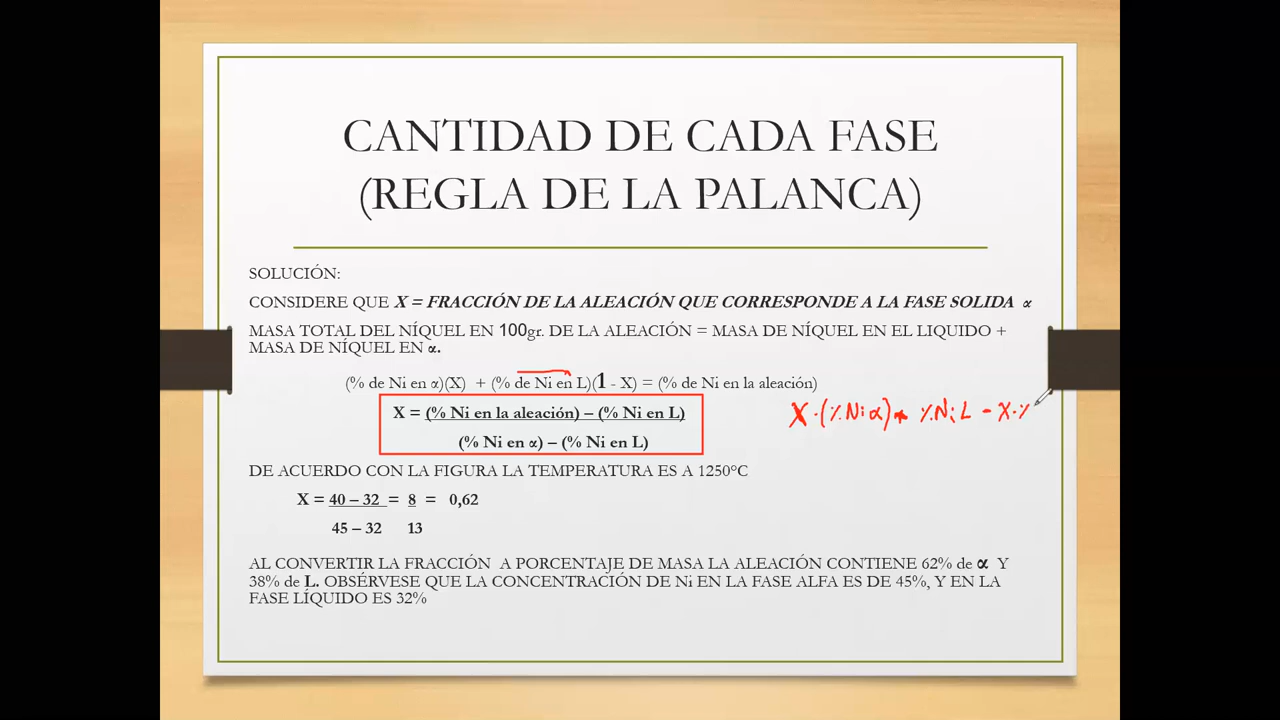 CANTIDAD DE CADA FASE
(REGLA DE LA PALANCA)
SOLUCIÓN:
CONSIDERE QUE X = FRACCIÓN DE LA ALEACIÓN QUE CORRESPONDE A LA FASE SOLIDA α
MASA TOTAL DEL NÍQUEL EN 100gr. DE LA ALEACIÓN = MASA DE NÍQUEL EN EL LIQUIDO +
MASA DE NÍQUEL EN α.
(% de Ni en α)(X) + (% de Ni en L)(1 - X) = (% de Ni en la aleación)
X = (% Ni en la aleación) – (% Ni en L)
(% Ni en α) – (% Ni en L)
X·(%Niα)+ %NiL - X·%
DE ACUERDO CON LA FIGURA LA TEMPERATURA ES A 1250°C
X = 40 – 32 = 8 = 0,62
45 – 32 13
AL CONVERTIR LA FRACCIÓN A PORCENTAJE DE MASA LA ALEACIÓN CONTIENE 62% de α Y
38% de L. OBSÉRVESE QUE LA CONCENTRACIÓN DE Ni EN LA FASE ALFA ES DE 45%, Y EN LA
FASE LÍQUIDO ES 32%